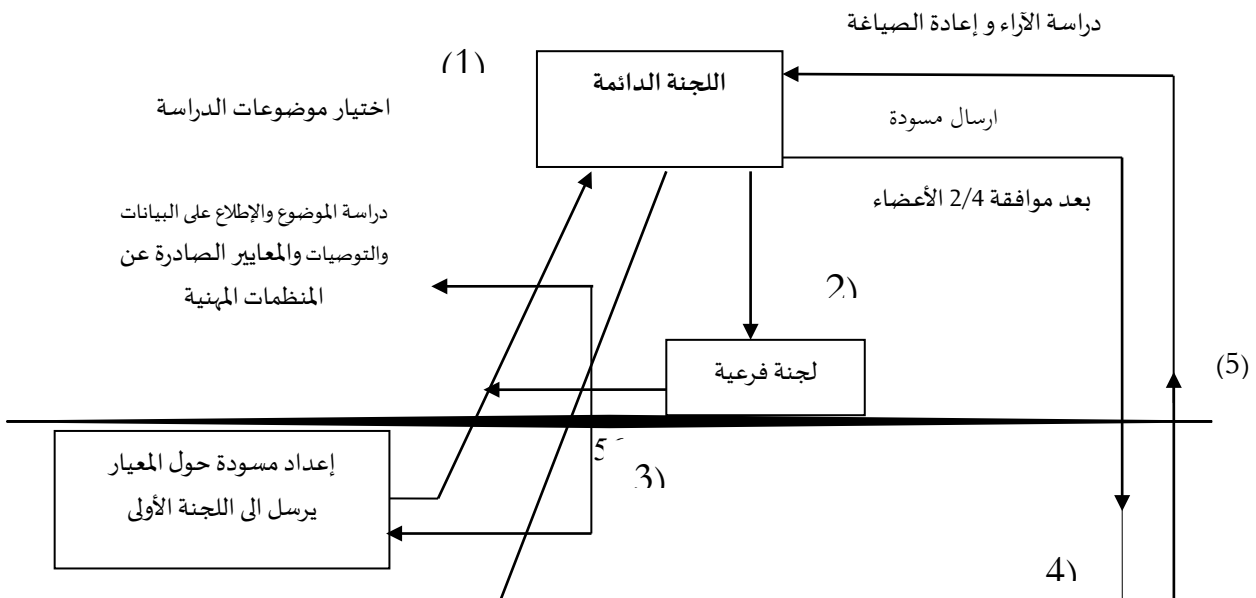 دراسة الآراء و إعادة الصياغة
(1)
اللجنة الدائمة
اختيار موضوعات الدراسة
ارسال مسودة
بعد موافقة 2/4 الأعضاء
دراسة الموضوع والإطلاع على البيانات
والتوصيات والمعايير الصادرة عن
المنظمات المهنية
2)
لجنة فرعية
(5)
إعداد مسودة حول المعيار
يرسل الى اللجنة الأولى
3)
4)